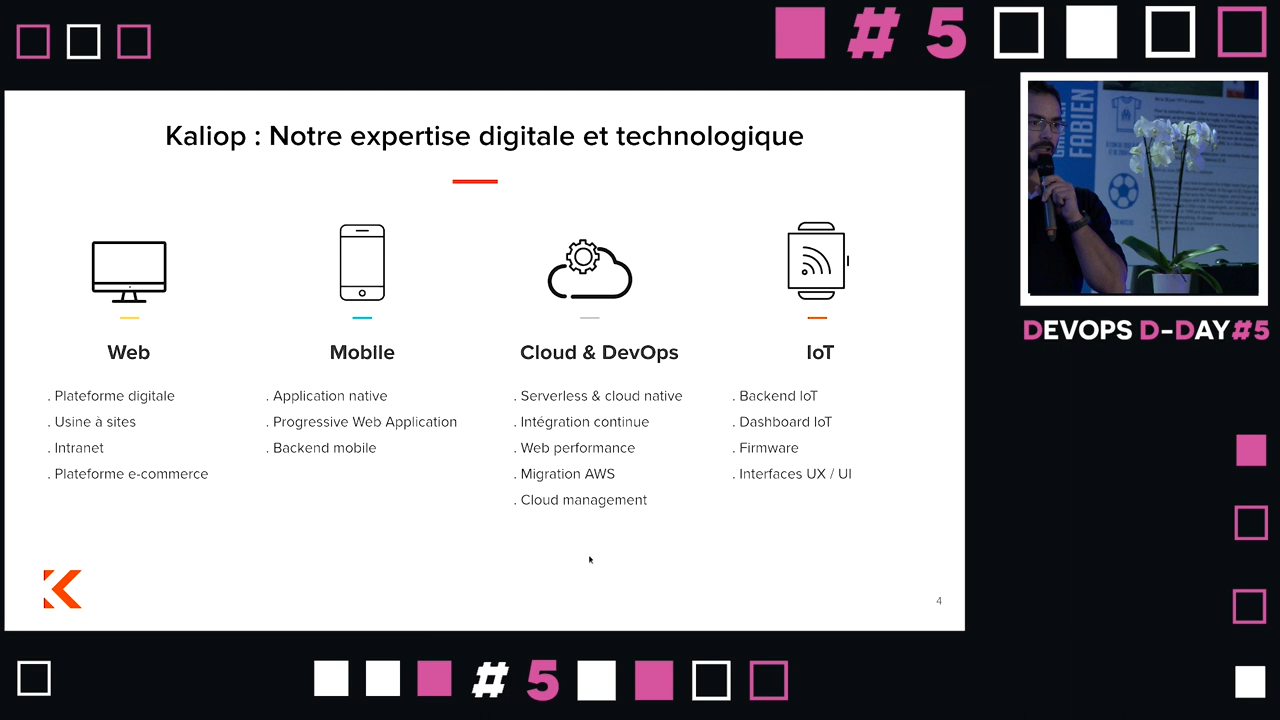 # 5
Kaliop : Notre expertise digitale et technologique
Web
. Plateforme digitale
. Usine à sites
. Intranet
. Plateforme e-commerce
Mobile
. Application native
. Progressive Web Application
. Backend mobile
Cloud & DevOps
. Serverless & cloud native
. Intégration continue
. Web performance
. Migration AWS
. Cloud management
IoT
. Backend IoT
. Dashboard IoT
. Firmware
. Interfaces UX / UI
4
FABIEN
DEVOPS D-DAY#5
# 5